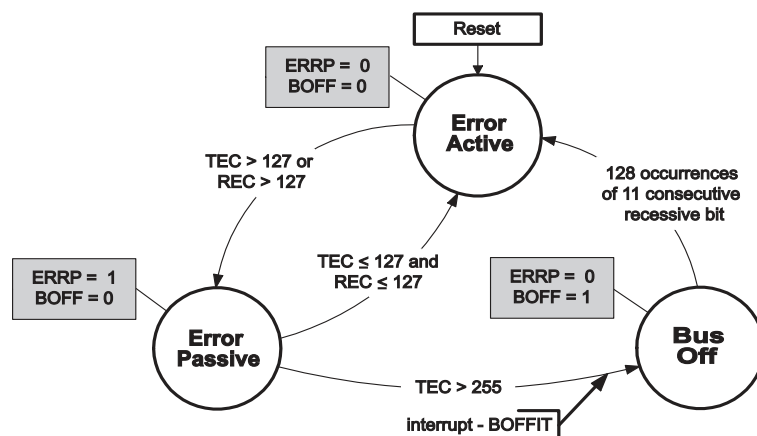 Reset
ERRP = 0
BOFF = 0
Error
Active
TEC > 127 or
REC > 127
128 occurrences
of 11 consecutive
recessive bit
TEC ≤ 127 and
REC ≤ 127
ERRP = 1
BOFF = 0
ERRP = 0
BOFF = 1
Error
Passive
Bus
Off
TEC > 255
interrupt - BOFFIT